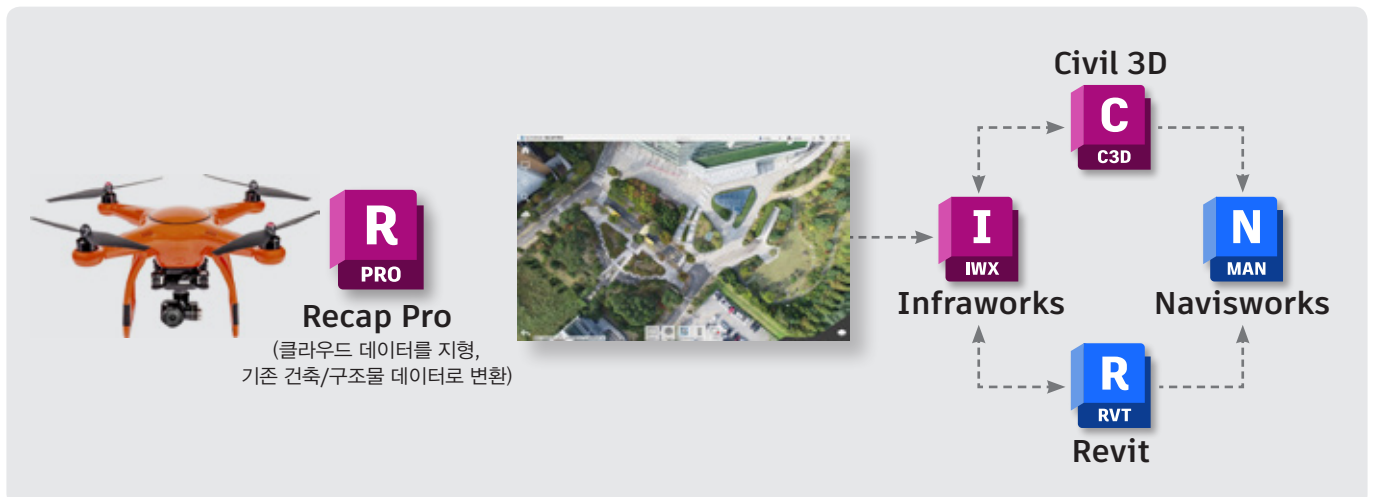 R
PRO
Recap Pro
(클라우드 데이터를 지형,
기존 건축/구조물 데이터로 변환)
Civil 3D
C
C3D
I
IWX
Infraworks
N
MAN
Navisworks
R
RVT
Revit